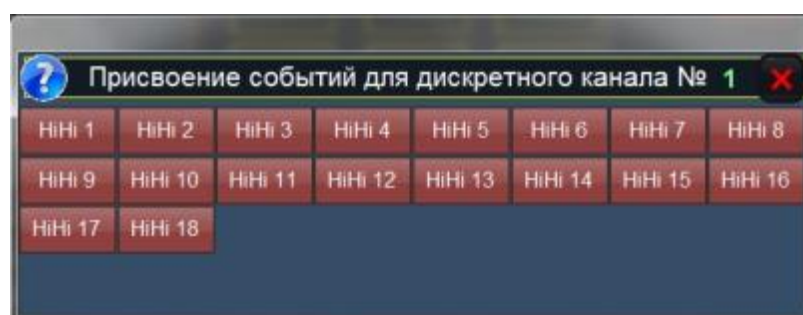 ? Присвоение событий для дискретного канала № 1 X
HiHi 1 HiHi 2 HiHi 3 HiHi 4 HiHi 5 HiHi 6 HiHi 7 HiHi 8
HiHi 9 HiHi 10 HiHi 11 HiHi 12 HiHi 13 HiHi 14 HiHi 15 HiHi 16
HiHi 17 HiHi 18